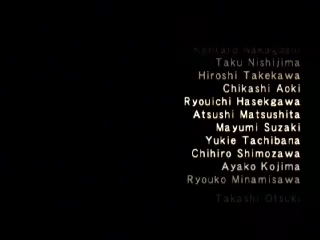 Taku Nishijima
Hiroshi Takekawa
Chikashi Aoki
Ryouichi Hasekgawa
Atsushi Matsushita
Mayumi Suzaki
Yukie Tachibana
Chihiro Shimozawa
Ayako Kojima
Ryouko Minamisawa
Takashi Otsuki